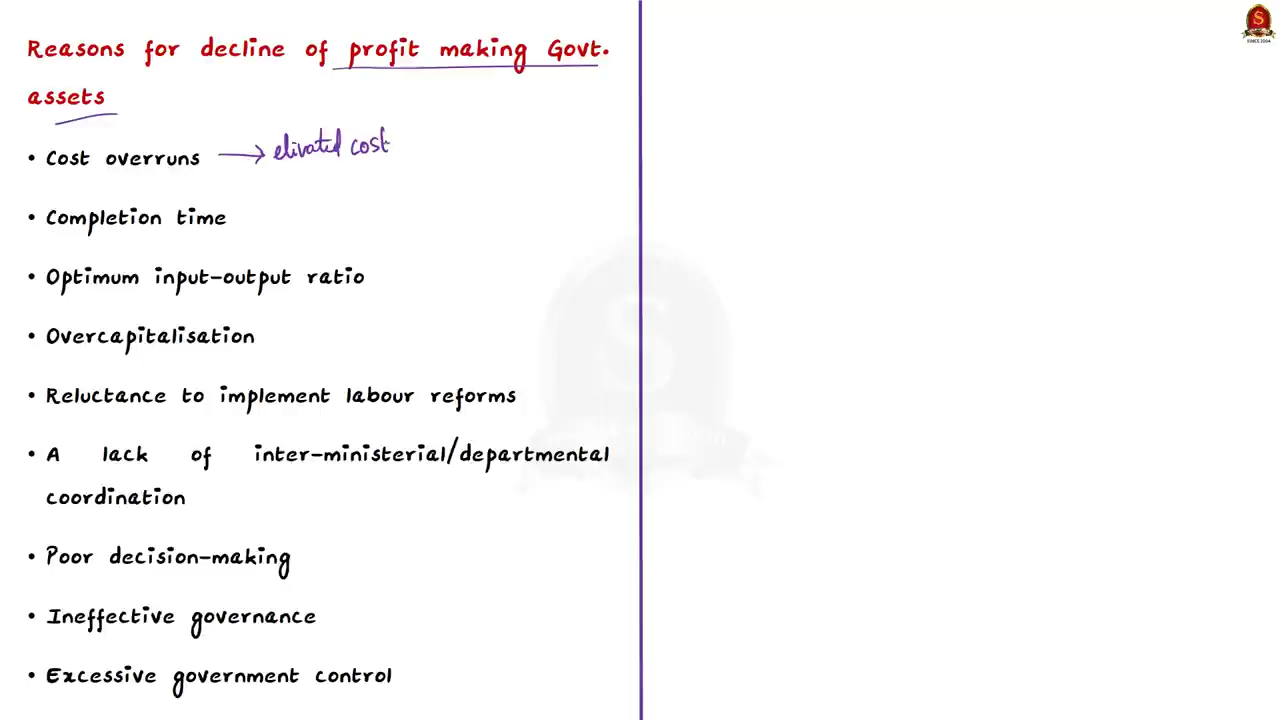 Reasons for decline of profit making Govt.
assets
• Cost overruns → elivated cost
• Completion time
• Optimum input-output ratio
• Overcapitalisation
• Reluctance to implement labour reforms
• A lack of inter-ministerial/departmental
coordination
• Poor decision-making
• Ineffective governance
• Excessive government control
S
SINCE 2004